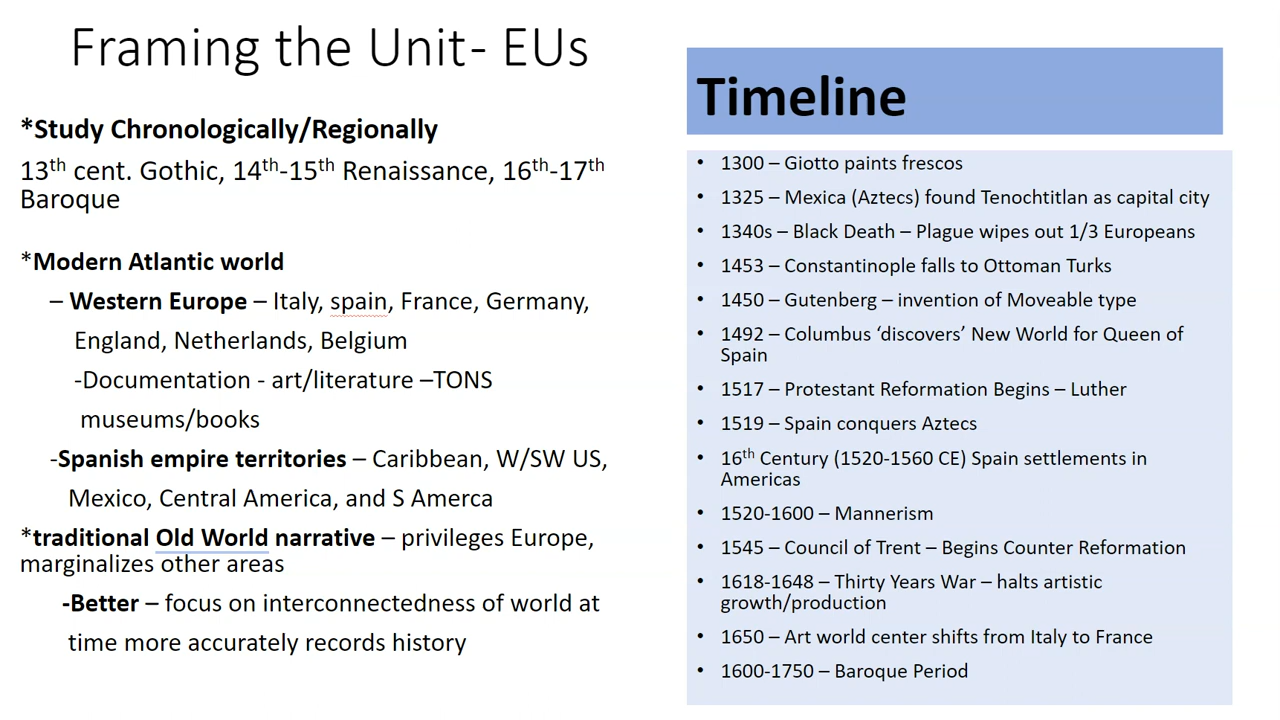 Framing the Unit- EUs
*Study Chronologically/Regionally
13th cent. Gothic, 14th-15th Renaissance, 16th-17th
Baroque
*Modern Atlantic world
– Western Europe – Italy, spain, France, Germany,
England, Netherlands, Belgium
-Documentation - art/literature –TONS
museums/books
-Spanish empire territories – Caribbean, W/SW US,
Mexico, Central America, and S Amerca
*traditional Old World narrative – privileges Europe,
marginalizes other areas
-Better – focus on interconnectedness of world at
time more accurately records history
Timeline
• 1300 – Giotto paints frescos
• 1325 – Mexica (Aztecs) found Tenochtitlan as capital city
• 1340s – Black Death – Plague wipes out 1/3 Europeans
• 1453 – Constantinople falls to Ottoman Turks
• 1450 – Gutenberg – invention of Moveable type
• 1492 – Columbus ‘discovers’ New World for Queen of
Spain
• 1517 – Protestant Reformation Begins – Luther
• 1519 – Spain conquers Aztecs
• 16th Century (1520-1560 CE) Spain settlements in
Americas
• 1520-1600 – Mannerism
• 1545 – Council of Trent – Begins Counter Reformation
• 1618-1648 – Thirty Years War – halts artistic
growth/production
• 1650 – Art world center shifts from Italy to France
• 1600-1750 – Baroque Period